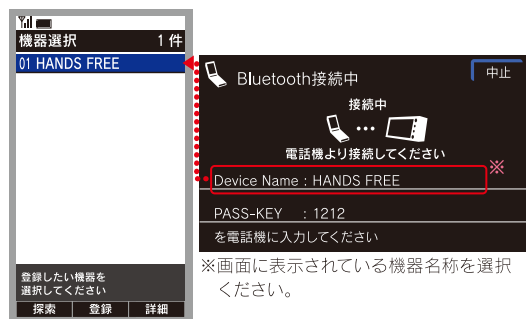 機器選択 1 件
01 HANDS FREE
登録したい機器を
選択してください
探索 登録 詳細
Bluetooth接続中 中止
接続中
電話機より接続してください
※
Device Name : HANDS FREE
PASS-KEY : 1212
を電話機に入力してください
※画面に表示されている機器名称を選択
ください。